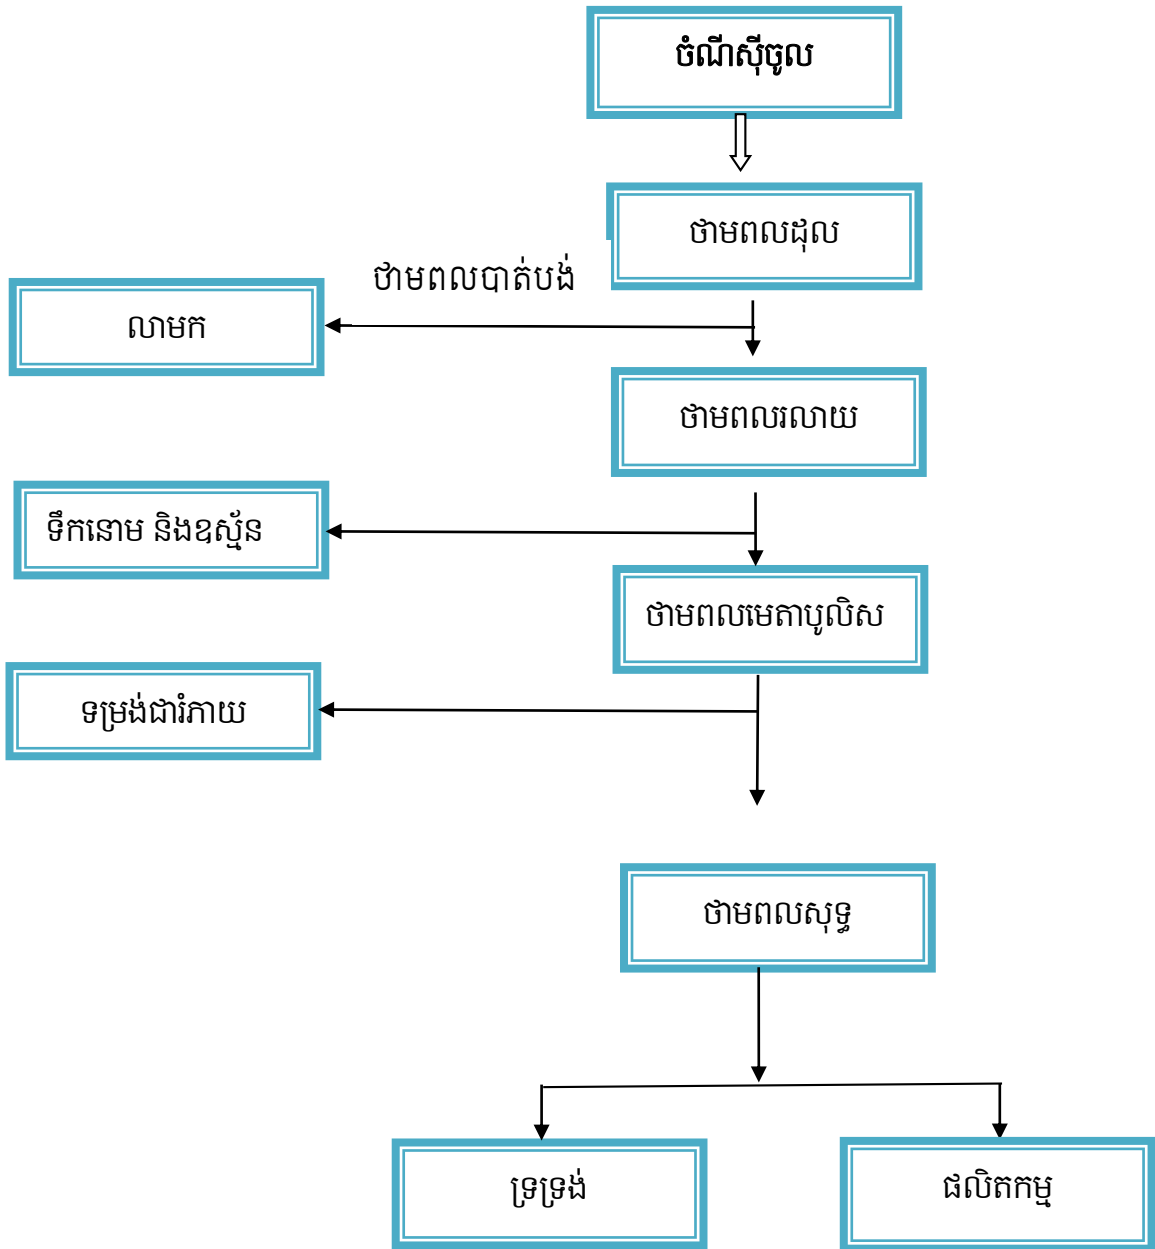 ចំណីស៊ីចូល
ថាមពលដុល
ថាមពលបាត់បង់
លាមក
ថាមពលរលាយ
ទឹកនោម និងឧស្ម័ន
ថាមពលមេតាបូលិស
ទម្រង់ជារំភាយ
ថាមពលសុទ្ធ
ទ្រទ្រង់
ផលិតកម្ម